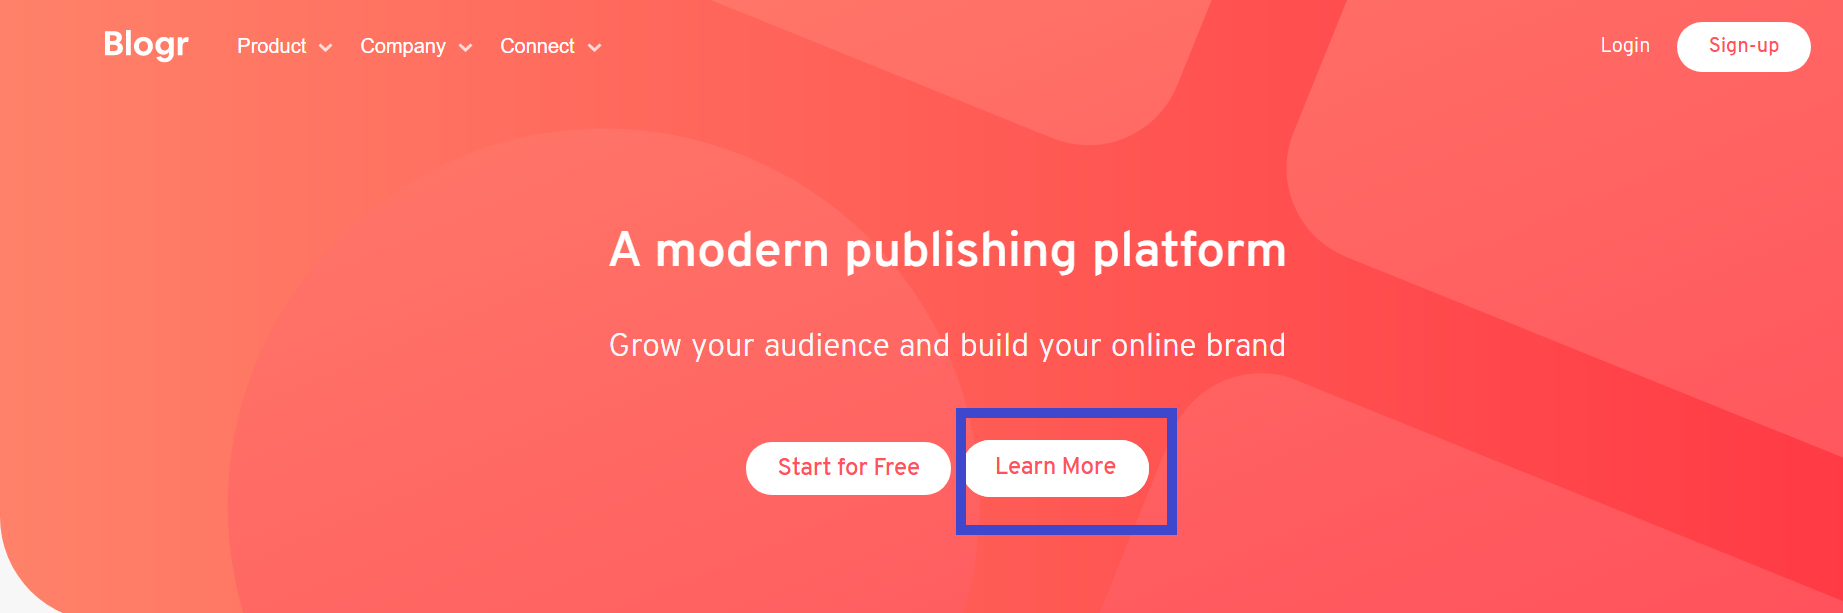 Blogr Product Company Connect Login Sign-up
A modern publishing platform
Grow your audience and build your online brand
Start for Free Learn More